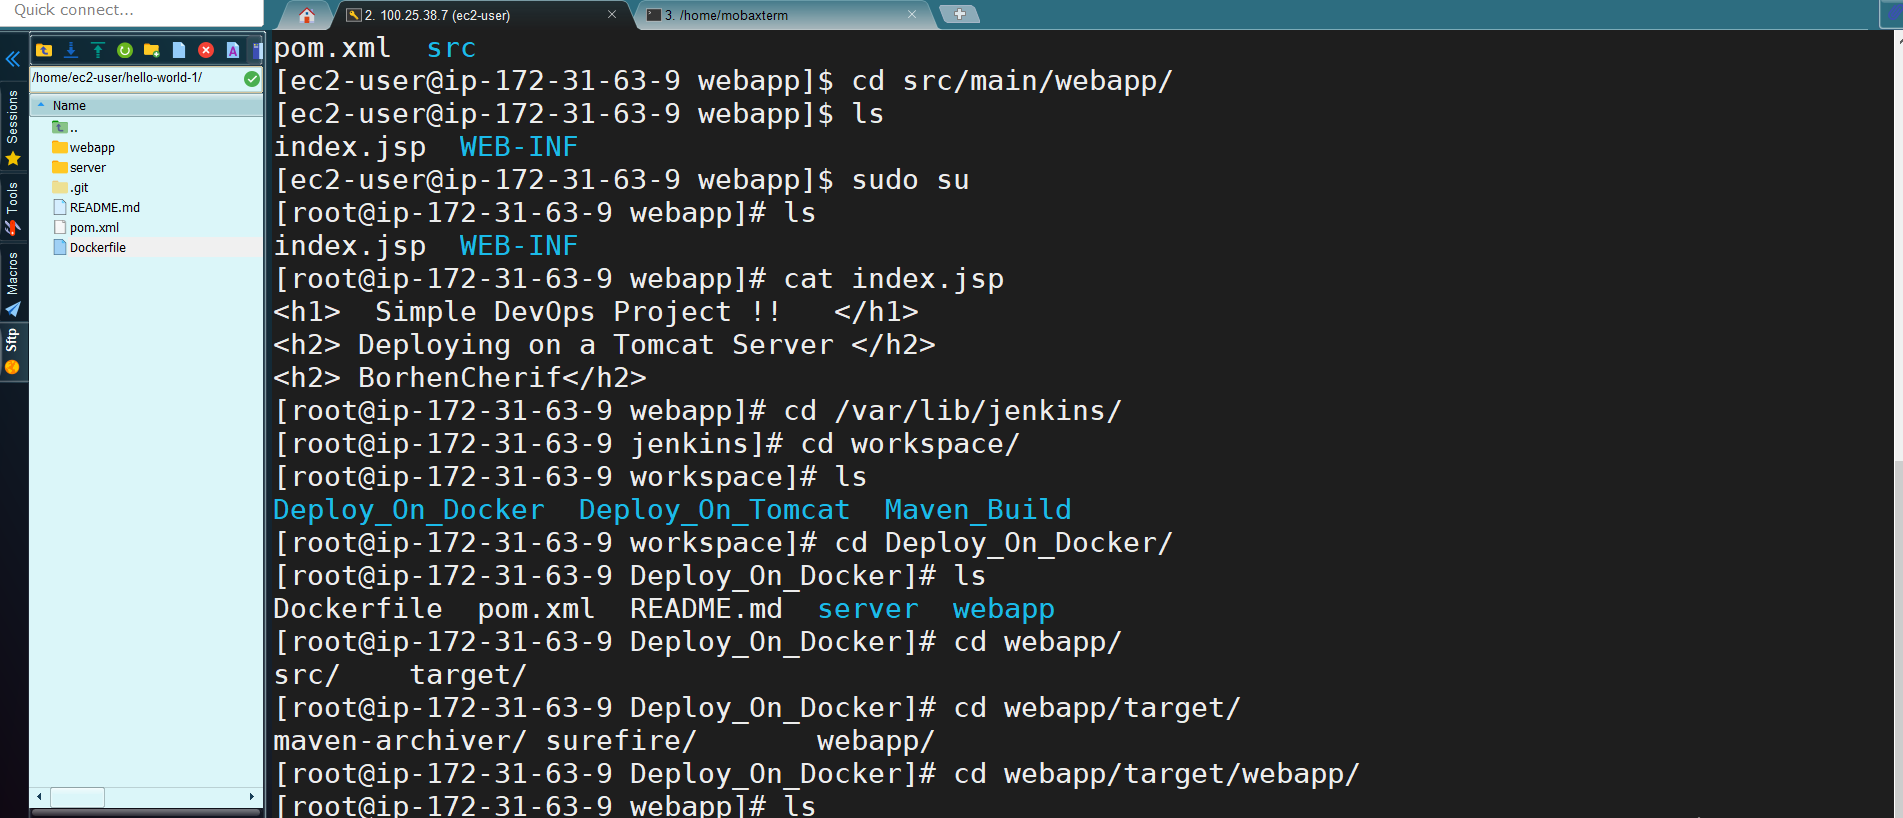 Quick connect...
2. 100.25.38.7 (ec2-user)
3. /home/mobaxterm
/home/ec2-user/hello-world-1/
Name
..
webapp
server
.git
README.md
pom.xml
Dockerfile
Sessions
Tools
Macros
Sftp
pom.xml  src
[ec2-user@ip-172-31-63-9 webapp]$ cd src/main/webapp/
[ec2-user@ip-172-31-63-9 webapp]$ ls
index.jsp  WEB-INF
[ec2-user@ip-172-31-63-9 webapp]$ sudo su
[root@ip-172-31-63-9 webapp]# ls
index.jsp  WEB-INF
[root@ip-172-31-63-9 webapp]# cat index.jsp
<h1>  Simple DevOps Project !!   </h1>
<h2> Deploying on a Tomcat Server </h2>
<h2> BorhenCherif</h2>
[root@ip-172-31-63-9 webapp]# cd /var/lib/jenkins/
[root@ip-172-31-63-9 jenkins]# cd workspace/
[root@ip-172-31-63-9 workspace]# ls
Deploy_On_Docker  Deploy_On_Tomcat  Maven_Build
[root@ip-172-31-63-9 workspace]# cd Deploy_On_Docker/
[root@ip-172-31-63-9 Deploy_On_Docker]# ls
Dockerfile  pom.xml  README.md  server  webapp
[root@ip-172-31-63-9 Deploy_On_Docker]# cd webapp/
src/    target/
[root@ip-172-31-63-9 Deploy_On_Docker]# cd webapp/target/
maven-archiver/ surefire/       webapp/
[root@ip-172-31-63-9 Deploy_On_Docker]# cd webapp/target/webapp/
[root@ip-172-31-63-9 webapp]# ls